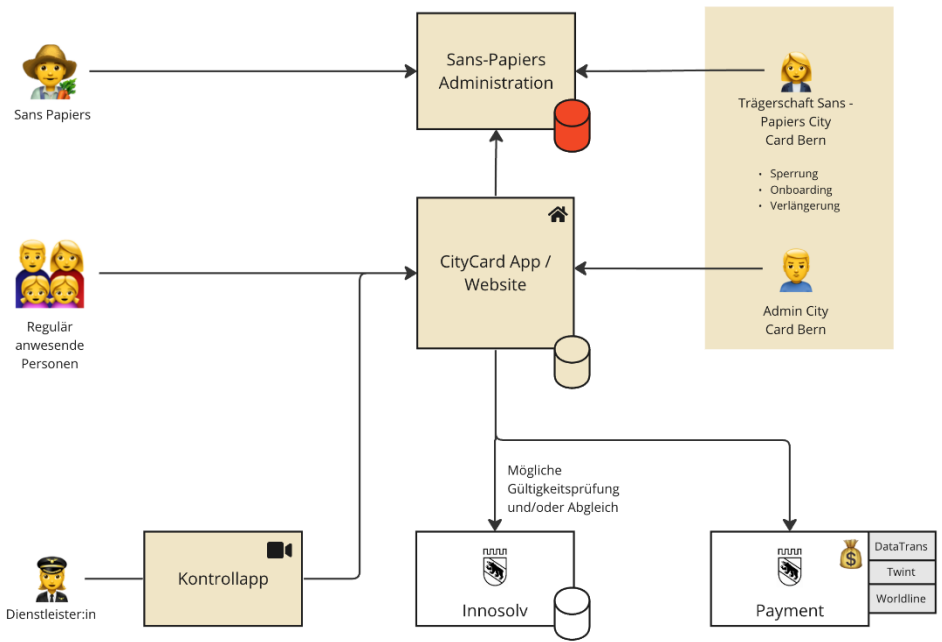 Sans Papiers
Sans-Papiers
Administration
Trägerschaft Sans -
Papiers City
Card Bern
• Sperrung
• Onboarding
• Verlängerung
Regulär
anwesende
Personen
CityCard App /
Website
Admin City
Card Bern
Mögliche
Gültigkeitsprüfung
und/oder Abgleich
Dienstleister:in
Kontrollapp
Innosolv
Payment
DataTrans
Twint
Worldline